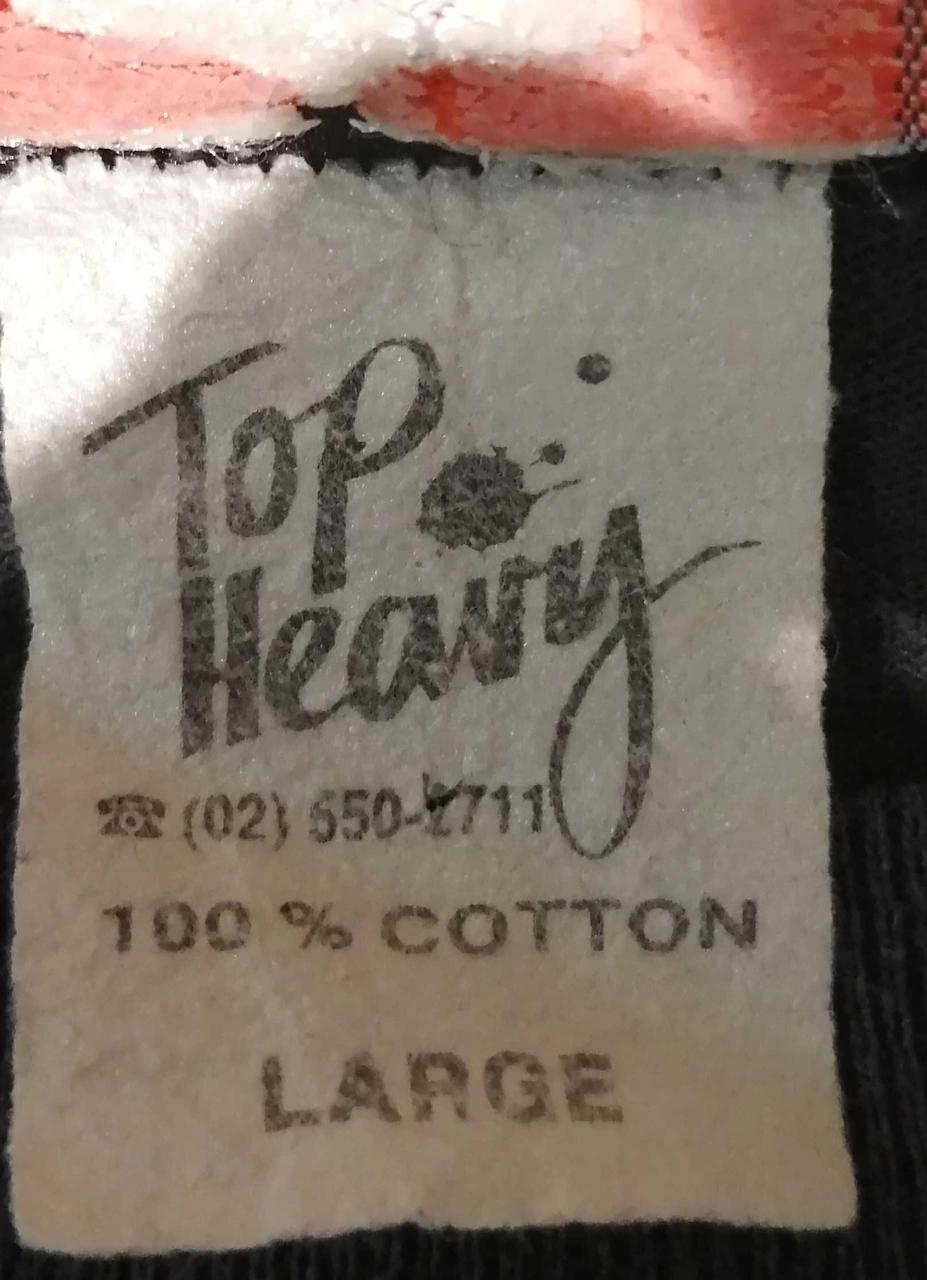 Top
Heavy
☎ (02) 550-2711
100 % COTTON
LARGE